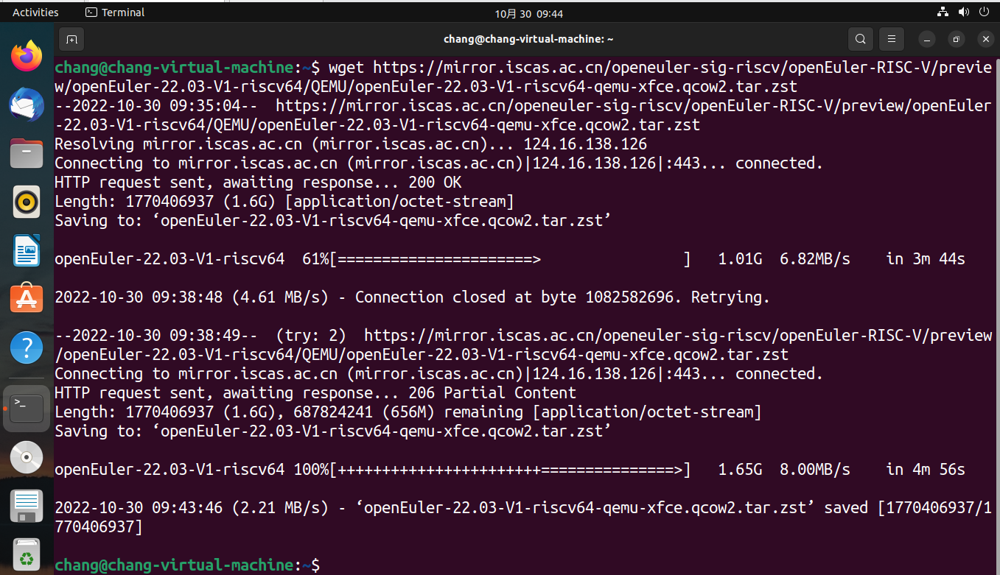 Activities
Terminal
10月 30 09:44
chang@chang-virtual-machine: ~
chang@chang-virtual-machine:~$ wget https://mirror.iscas.ac.cn/openeuler-sig-riscv/openEuler-RISC-V/previe
w/openEuler-22.03-V1-riscv64/QEMU/openEuler-22.03-V1-riscv64-qemu-xfce.qcow2.tar.zst
--2022-10-30 09:35:04--  https://mirror.iscas.ac.cn/openeuler-sig-riscv/openEuler-RISC-V/preview/openEuler
-22.03-V1-riscv64/QEMU/openEuler-22.03-V1-riscv64-qemu-xfce.qcow2.tar.zst
Resolving mirror.iscas.ac.cn (mirror.iscas.ac.cn)... 124.16.138.126
Connecting to mirror.iscas.ac.cn (mirror.iscas.ac.cn)|124.16.138.126|:443... connected.
HTTP request sent, awaiting response... 200 OK
Length: 1770406937 (1.6G) [application/octet-stream]
Saving to: ‘openEuler-22.03-V1-riscv64-qemu-xfce.qcow2.tar.zst’
openEuler-22.03-V1-riscv64  61%[======================>                ]   1.01G  6.82MB/s    in 3m 44s
2022-10-30 09:38:48 (4.61 MB/s) - Connection closed at byte 1082582696. Retrying.
--2022-10-30 09:38:49--  (try: 2)  https://mirror.iscas.ac.cn/openeuler-sig-riscv/openEuler-RISC-V/preview
/openEuler-22.03-V1-riscv64/QEMU/openEuler-22.03-V1-riscv64-qemu-xfce.qcow2.tar.zst
Connecting to mirror.iscas.ac.cn (mirror.iscas.ac.cn)|124.16.138.126|:443... connected.
HTTP request sent, awaiting response... 206 Partial Content
Length: 1770406937 (1.6G), 687824241 (656M) remaining [application/octet-stream]
Saving to: ‘openEuler-22.03-V1-riscv64-qemu-xfce.qcow2.tar.zst’
openEuler-22.03-V1-riscv64 100%[+++++++++++++++++++++++===============>]   1.65G  8.00MB/s    in 4m 56s
2022-10-30 09:43:46 (2.21 MB/s) - ‘openEuler-22.03-V1-riscv64-qemu-xfce.qcow2.tar.zst’ saved [1770406937/1
770406937]
chang@chang-virtual-machine:~$